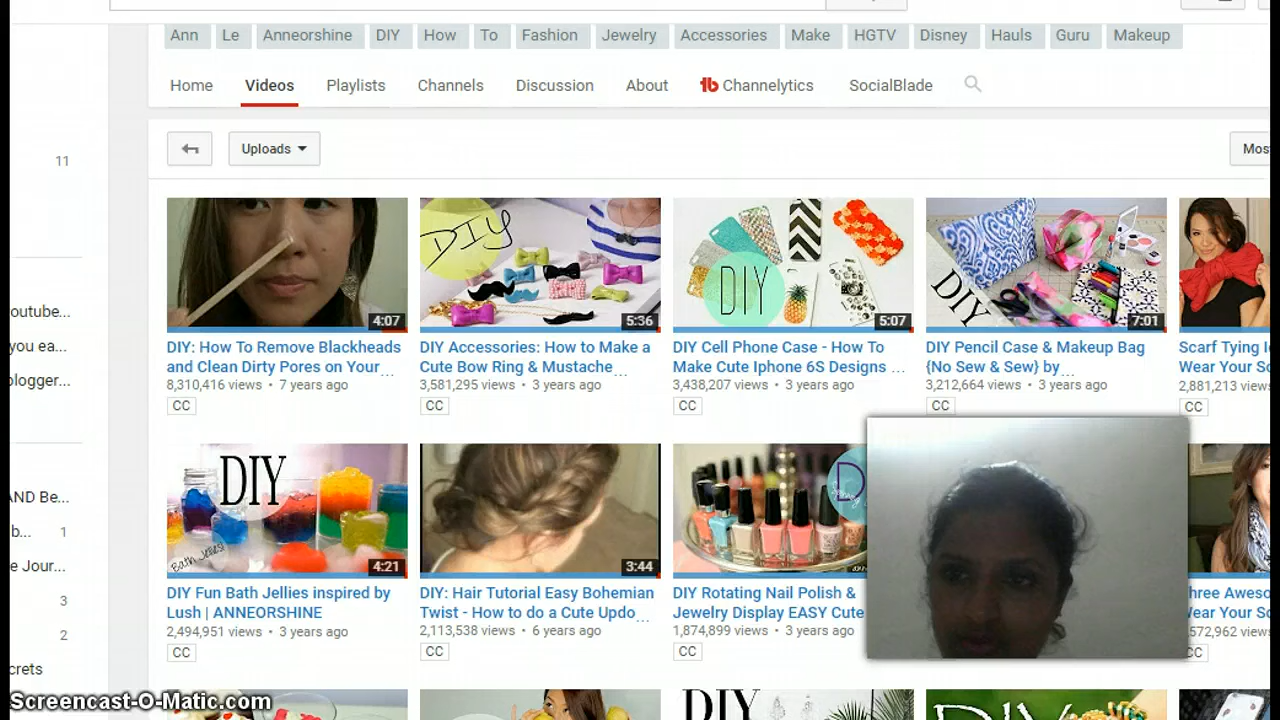 Ann Le Anneorshine DIY How To Fashion Jewelry Accessories Make HGTV Disney Hauls Guru Makeup
Home Videos Playlists Channels Discussion About Channelytics SocialBlade
Uploads
Mos
11
DIY
DIY
DIY
4:07
5:36
5:07
7:01
DIY: How To Remove Blackheads
and Clean Dirty Pores on Your...
8,310,416 views • 7 years ago
CC
DIY Accessories: How to Make a
Cute Bow Ring & Mustache...
3,581,295 views • 3 years ago
CC
DIY Cell Phone Case - How To
Make Cute Iphone 6S Designs ...
3,438,207 views • 3 years ago
CC
DIY Pencil Case & Makeup Bag
{No Sew & Sew} by...
3,212,664 views • 3 years ago
CC
Scarf Tying
Wear Your Sc
2,881,213 views
CC
outube...
you ea...
blogger...
AND Be...
b... 1
e Jour...
3
2
crets
DIY
Bath Jellies!
4:21
3:44
DIY Fun Bath Jellies inspired by
Lush | ANNEORSHINE
2,494,951 views • 3 years ago
CC
DIY: Hair Tutorial Easy Bohemian
Twist - How to do a Cute Updo...
2,113,538 views • 6 years ago
CC
DIY Rotating Nail Polish &
Jewelry Display EASY Cute
1,874,899 views • 3 years ago
CC
hree Aweso
Wear Your Sc
,572,962 views
CC
DIY
DIY
Screencast-O-Matic.com